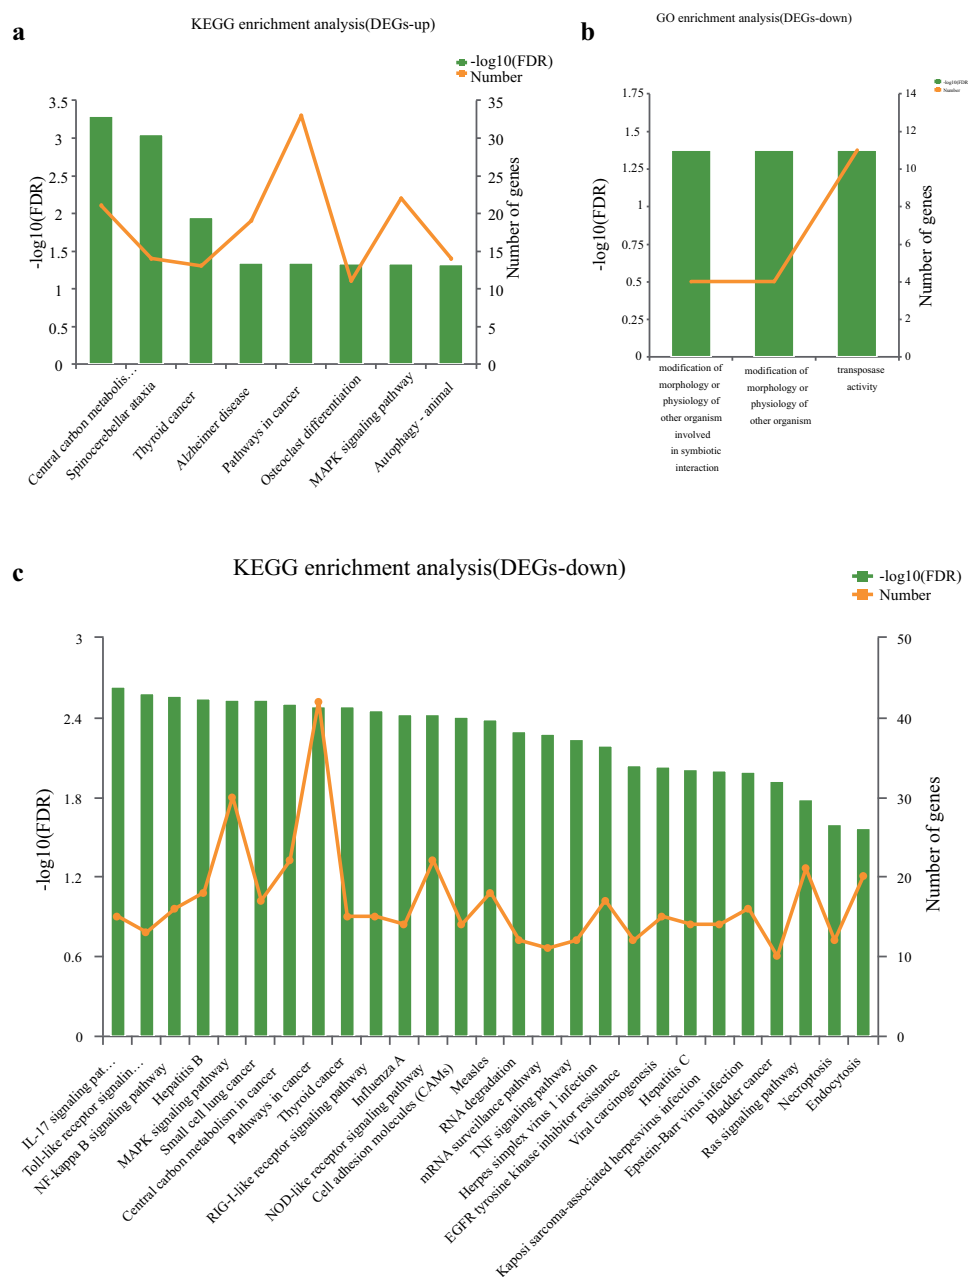 a
KEGG enrichment analysis(DEGs-up)
-log10(FDR)
Number
3.5
3
2.5
2
1.5
1
0.5
0
-log10(FDR)
35
30
25
20
15
10
5
0
Number of genes
Central carbon metabolis…
Spinocerebellar ataxia
Thyroid cancer
Alzheimer disease
Pathways in cancer
Osteoclast differentiation
MAPK signaling pathway
Autophagy - animal
b
GO enrichment analysis(DEGs-down)
-log10(FDR)
Number
1.75
1.5
1.25
1
0.75
0.5
0.25
0
-log10(FDR)
14
12
10
8
6
4
2
0
Number of genes
modification of
morphology or
physiology of
other organism
involved
in symbiotic
interaction
modification of
morphology or
physiology of
other organism
transposase
activity
c
KEGG enrichment analysis(DEGs-down)
-log10(FDR)
Number
3
2.4
1.8
1.2
0.6
0
-log10(FDR)
50
40
30
20
10
0
Number of genes
IL-17 signaling pat…
Toll-like receptor signalin…
NF-kappa B signaling pathway
Hepatitis B
MAPK signaling pathway
Small cell lung cancer
Central carbon metabolism in cancer
Pathways in cancer
Thyroid cancer
RIG-I-like receptor signaling pathway
Influenza A
NOD-like receptor signaling pathway
Cell adhesion molecules (CAMs)
Measles
RNA degradation
mRNA surveillance pathway
TNF signaling pathway
Herpes simplex virus 1 infection
EGFR tyrosine kinase inhibitor resistance
Viral carcinogenesis
Hepatitis C
Kaposi sarcoma-associated herpesvirus infection
Epstein-Barr virus infection
Bladder cancer
Ras signaling pathway
Necroptosis
Endocytosis